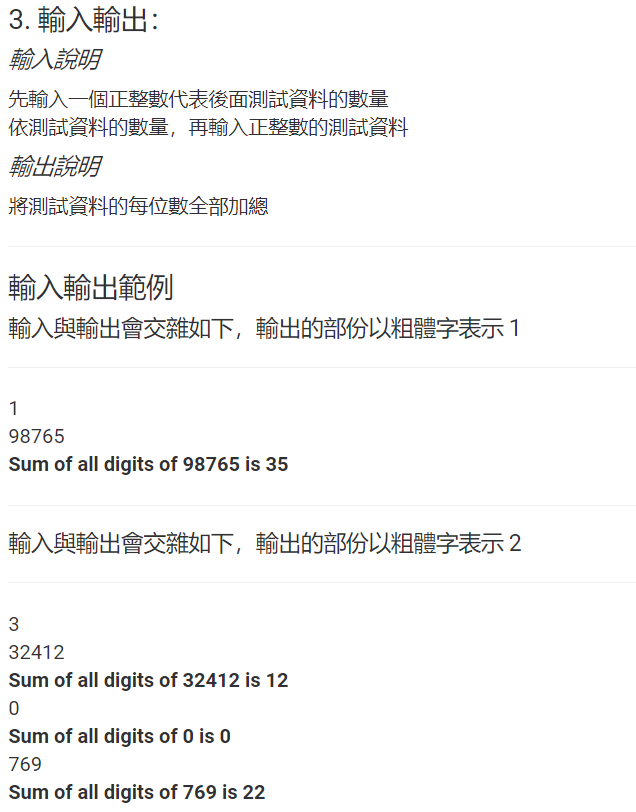 3. 輸入輸出：
輸入說明
先輸入一個正整數代表後面測試資料的數量
依測試資料的數量，再輸入正整數的測試資料
輸出說明
將測試資料的每位數全部加總
輸入輸出範例
輸入與輸出會交雜如下，輸出的部份以粗體字表示 1
1
98765
Sum of all digits of 98765 is 35
輸入與輸出會交雜如下，輸出的部份以粗體字表示 2
3
32412
Sum of all digits of 32412 is 12
0
Sum of all digits of 0 is 0
769
Sum of all digits of 769 is 22